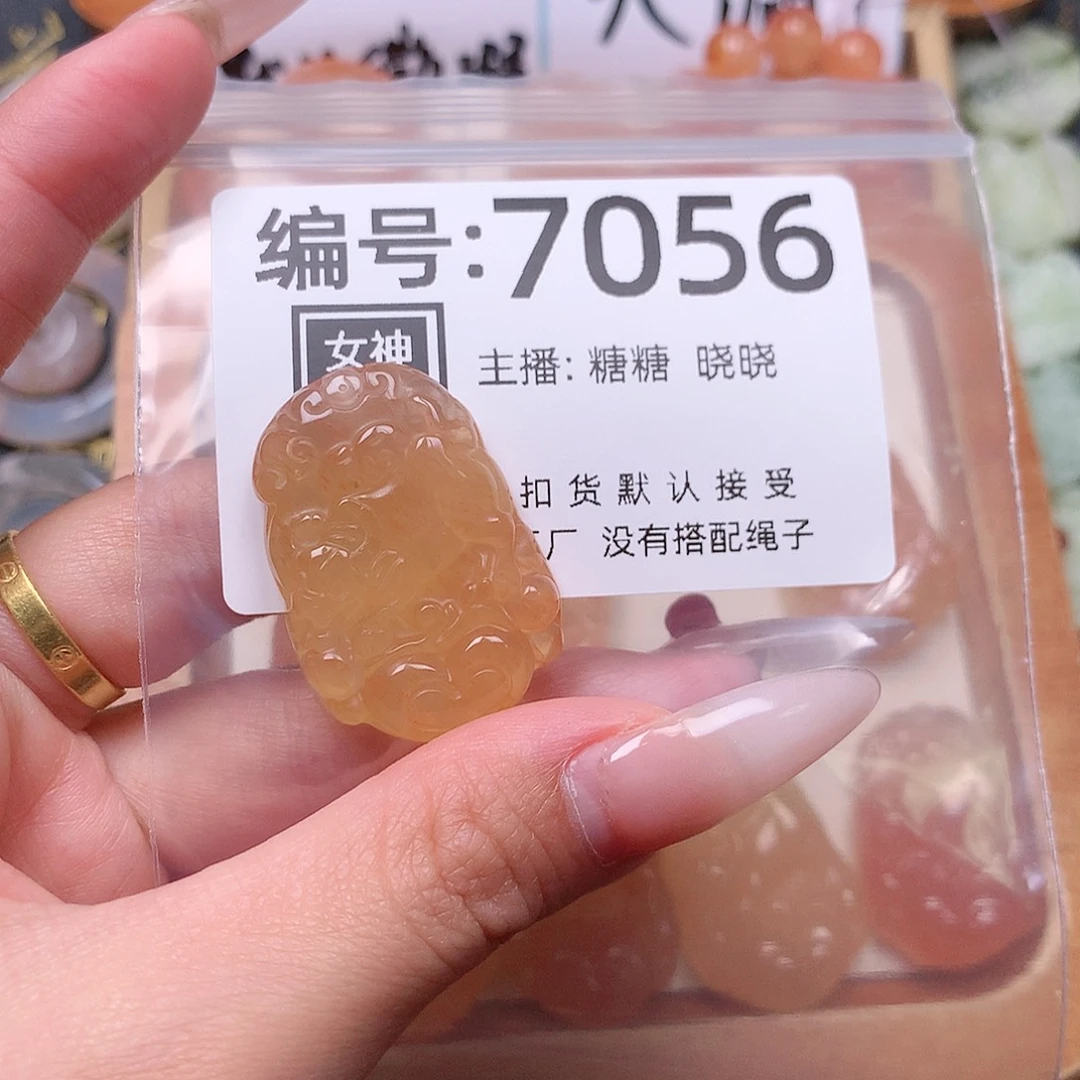 编号:7056
女神
主播: 糖糖 晓晓
扣货默认接受
厂 没有搭配绳子